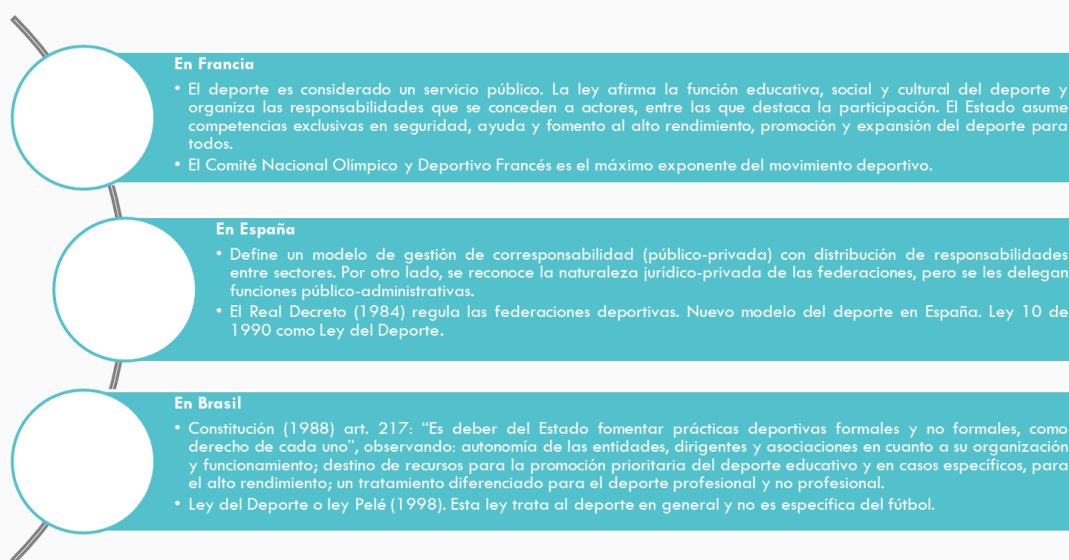 En Francia
• El deporte es considerado un servicio público. La ley afirma la función educativa, social y cultural del deporte y
organiza las responsabilidades que se conceden a actores, entre las que destaca la participación. El Estado asume
competencias exclusivas en seguridad, ayuda y fomento al alto rendimiento, promoción y expansión del deporte para
todos.
• El Comité Nacional Olímpico y Deportivo Francés es el máximo exponente del movimiento deportivo.
En España
• Define un modelo de gestión de corresponsabilidad (público-privada) con distribución de responsabilidades
entre sectores. Por otro lado, se reconoce la naturaleza jurídico-privada de las federaciones, pero se les delegan
funciones público-administrativas.
• El Real Decreto (1984) regula las federaciones deportivas. Nuevo modelo del deporte en España. Ley 10 de
1990 como Ley del Deporte.
En Brasil
• Constitución (1988) art. 217: “Es deber del Estado fomentar prácticas deportivas formales y no formales, como
derecho de cada uno”, observando: autonomía de las entidades, dirigentes y asociaciones en cuanto a su organización
y funcionamiento; destino de recursos para la promoción prioritaria del deporte educativo y en casos específicos, para
el alto rendimiento; un tratamiento diferenciado para el deporte profesional y no profesional.
• Ley del Deporte o ley Pelé (1998). Esta ley trata al deporte en general y no es específica del fútbol.